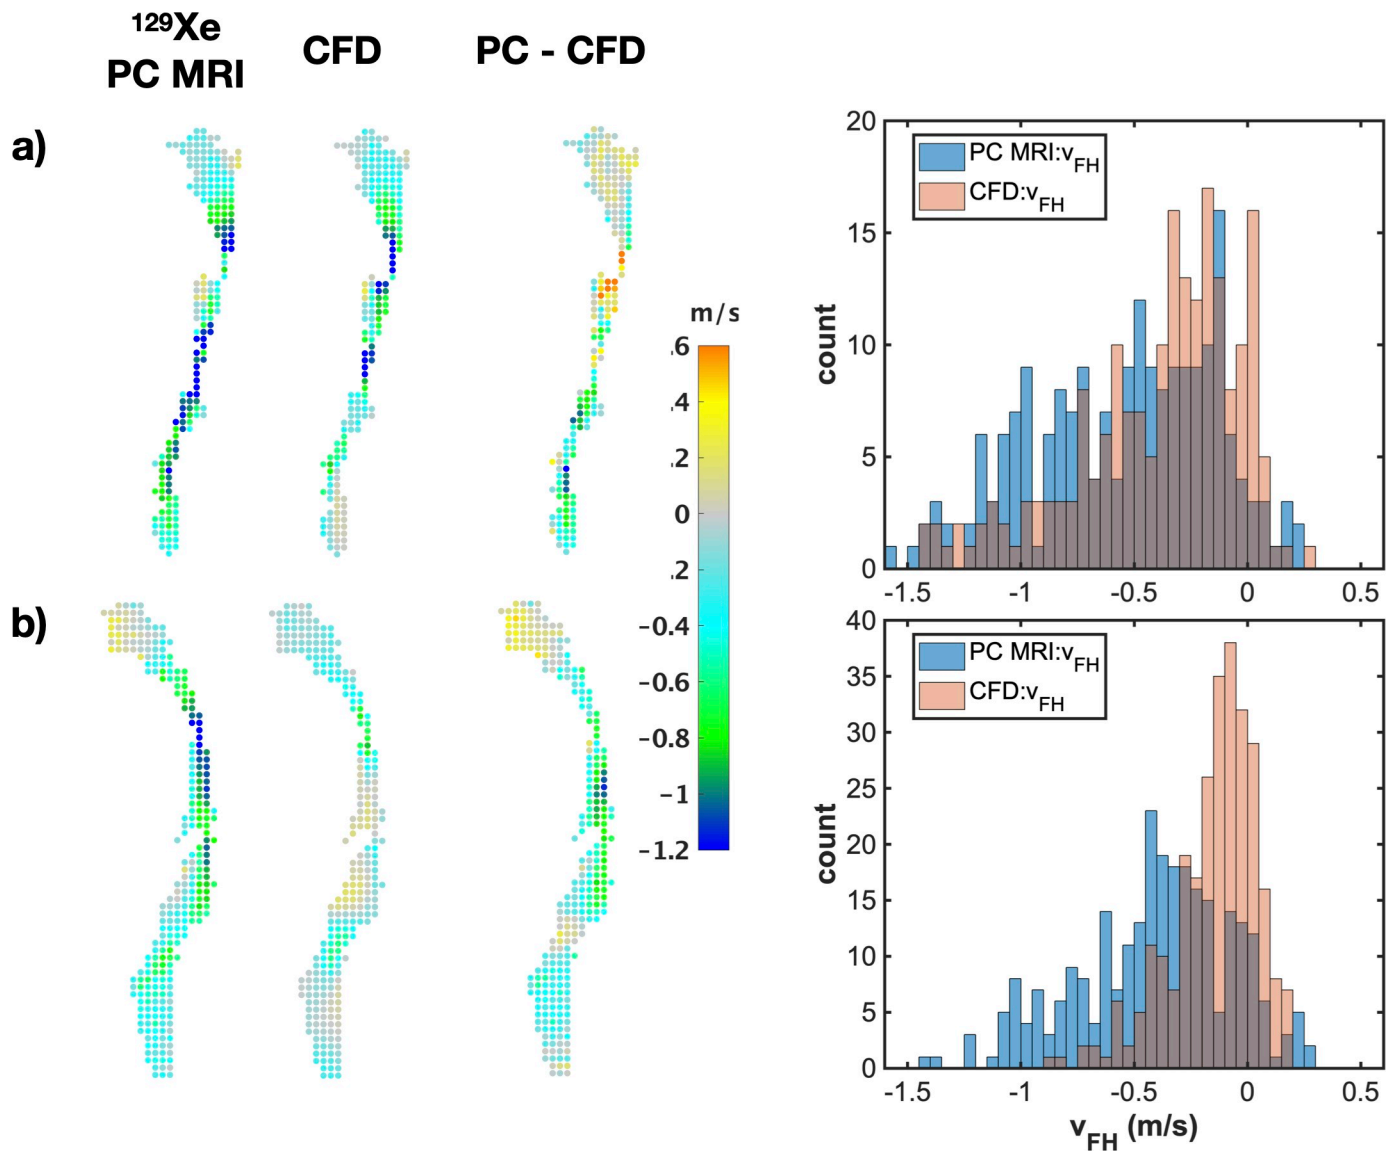 129Xe
PC MRI
CFD
PC - CFD
a)
b)
m/s
.6
.4
.2
0
.2
−0.4
−0.6
−0.8
−1
−1.2
20
15
10
5
0
count
PC MRI:vFH
CFD:vFH
-1.5 -1 -0.5 0 0.5
40
35
30
25
20
15
10
5
0
count
PC MRI:vFH
CFD:vFH
-1.5 -1 -0.5 0 0.5
vFH (m/s)